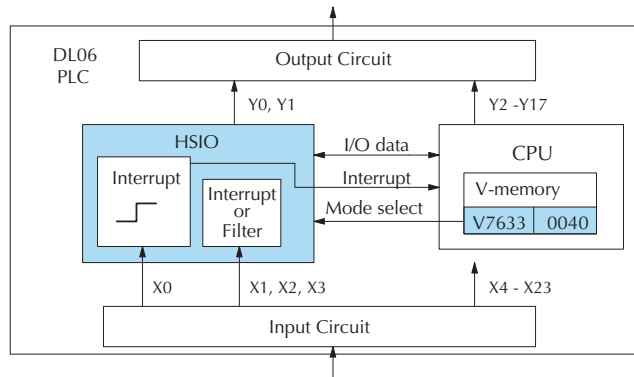 DL06
PLC
Output Circuit
Y0, Y1
Y2 -Y17
HSIO
I/O data
CPU
Interrupt
Interrupt
or
Filter
Interrupt
V-memory
Mode select
V7633
0040
X0
X1, X2, X3
X4 - X23
Input Circuit